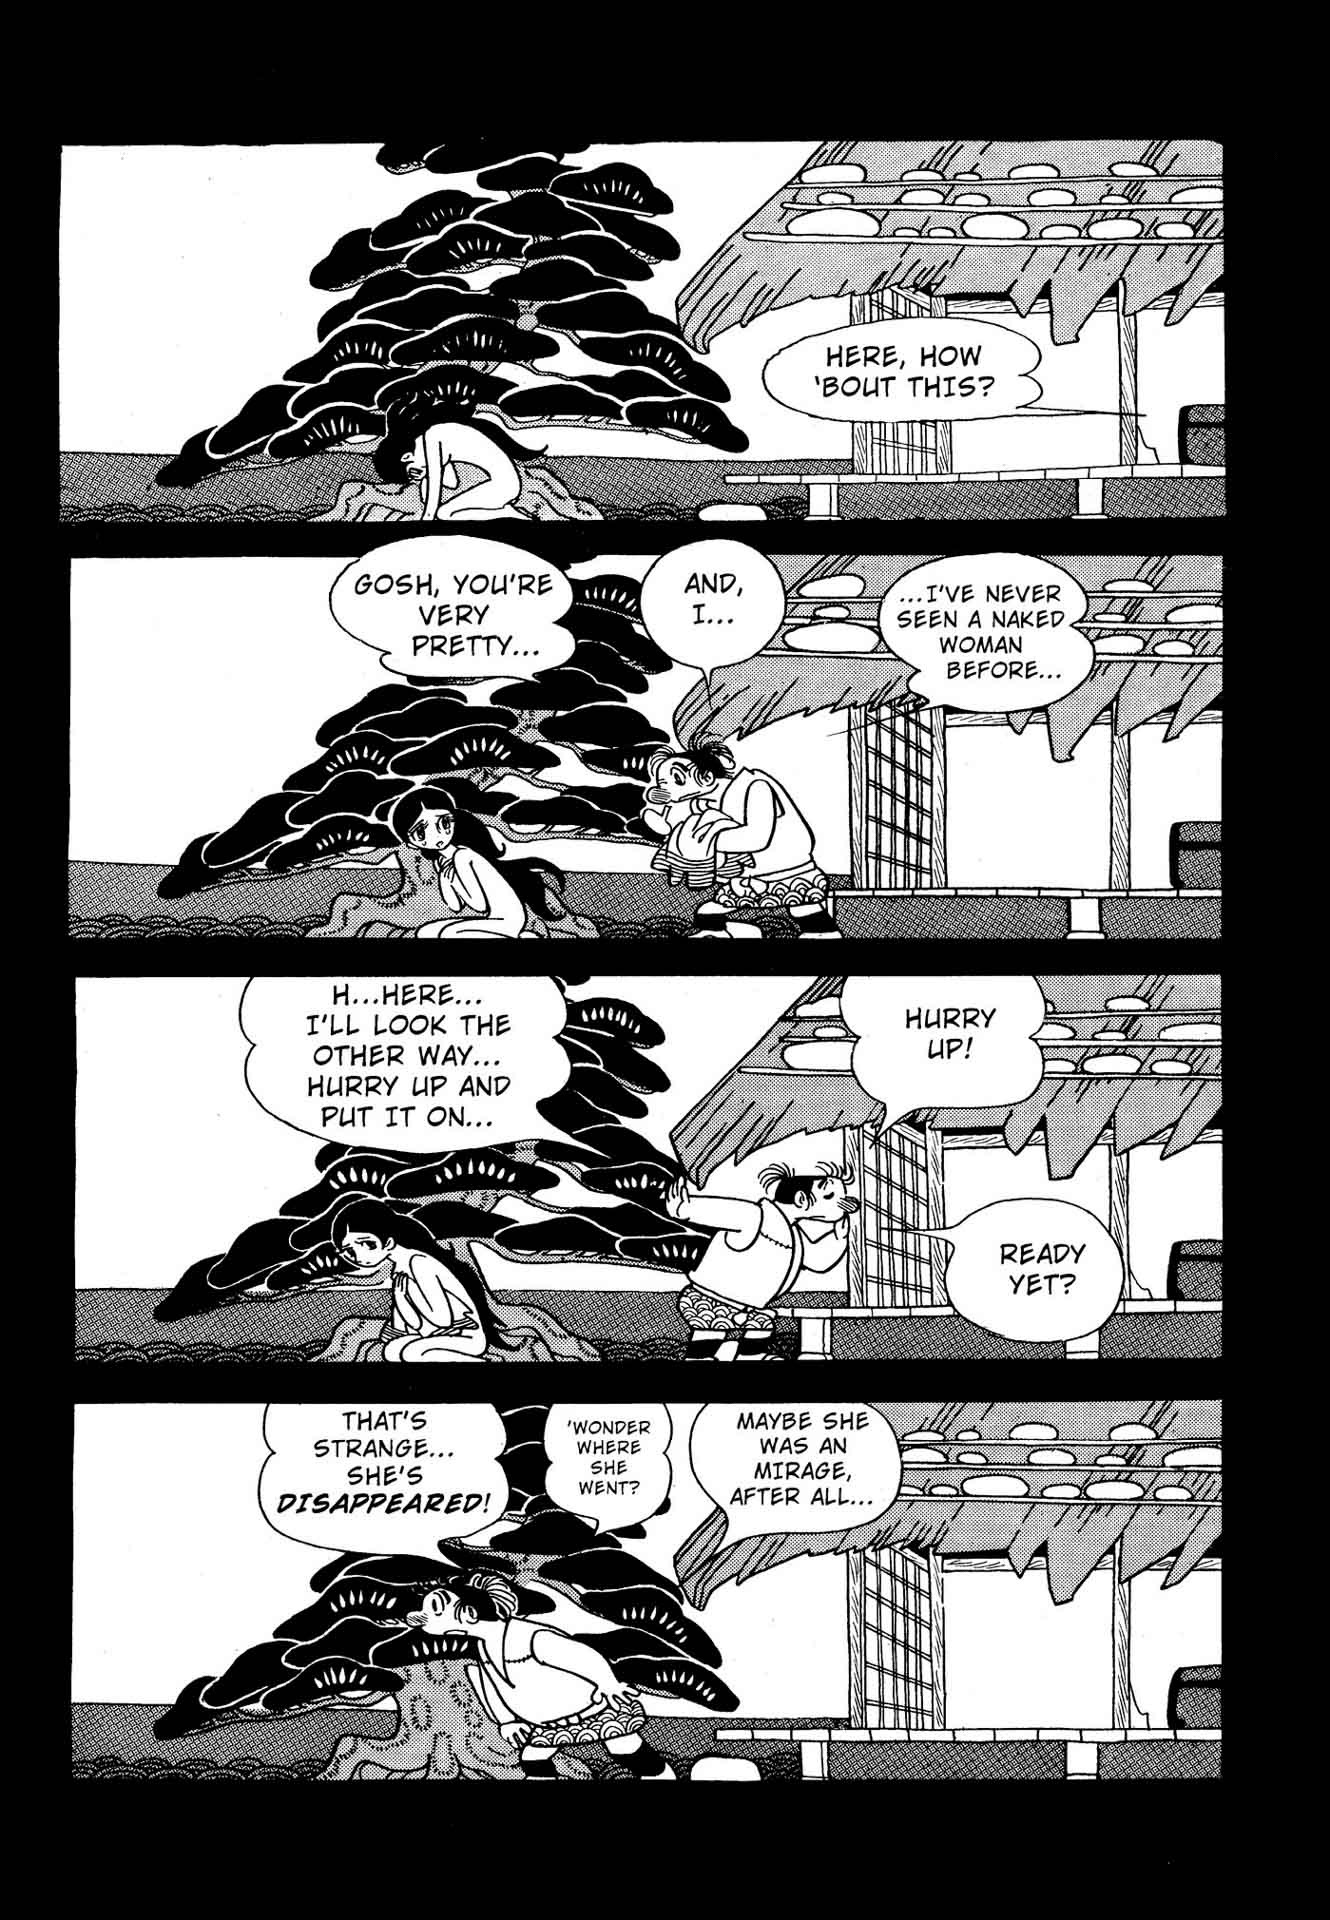 HERE, HOW
'BOUT THIS?
GOSH, YOU'RE
VERY
PRETTY...
AND,
I...
...I'VE NEVER
SEEN A NAKED
WOMAN
BEFORE...
H...HERE...
I'LL LOOK THE
OTHER WAY...
HURRY UP AND
PUT IT ON...
HURRY
UP!
READY
YET?
THAT'S
STRANGE...
SHE'S
DISAPPEARED!
'WONDER
WHERE
SHE
WENT?
MAYBE SHE
WAS AN
MIRAGE,
AFTER ALL...